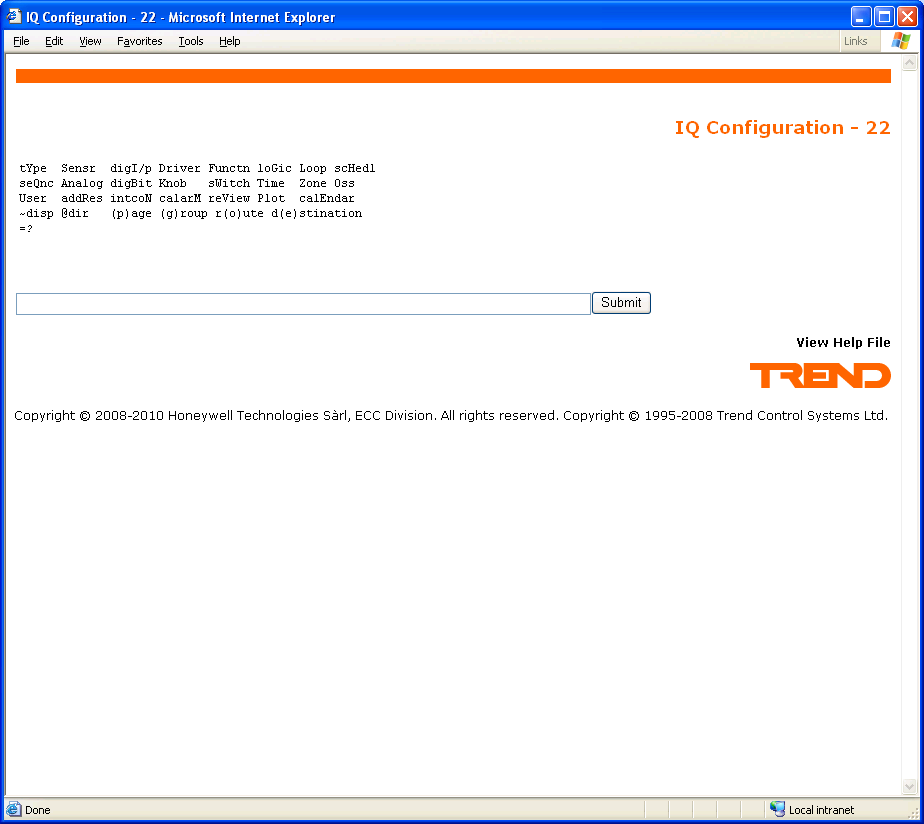 IQ Configuration - 22 - Microsoft Internet Explorer
File Edit View Favorites Tools Help Links
IQ Configuration - 22
tYpe Sensr digI/p Driver Functn loGic Loop scHedl
seQnc Analog digBit Knob sWitch Time Zone Oss
User addRes intcoN calarM reView Plot calEndar
~disp @dir (p)age (g)roup r(o)ute d(e)stination
=?
Submit
View Help File
TREND
Copyright © 2008-2010 Honeywell Technologies Sàrl, ECC Division. All rights reserved. Copyright © 1995-2008 Trend Control Systems Ltd.
Done Local intranet